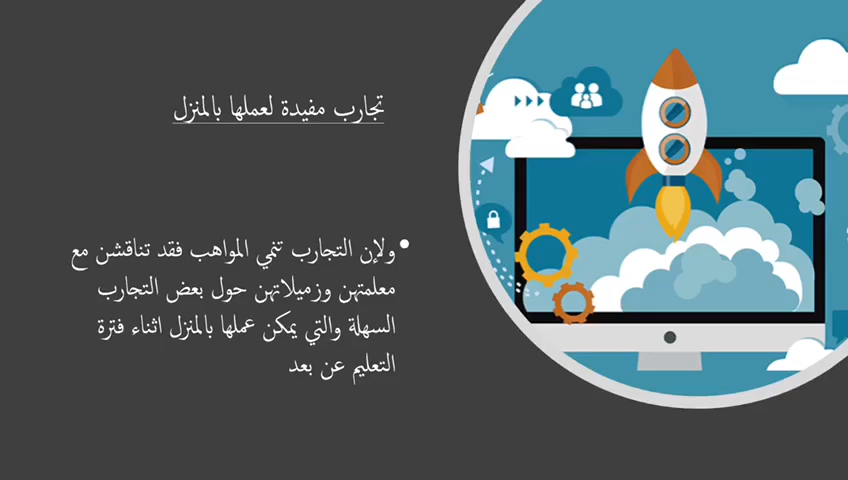 تجارب مفيدة لعملها بالمنزل
•ولإن التجارب تنمي المواهب فقد تناقشن مع
معلمتهن وزميلاتهن حول بعض التجارب
السهلة والتي يمكن عملها بالمنزل اثناء فترة
التعليم عن بعد